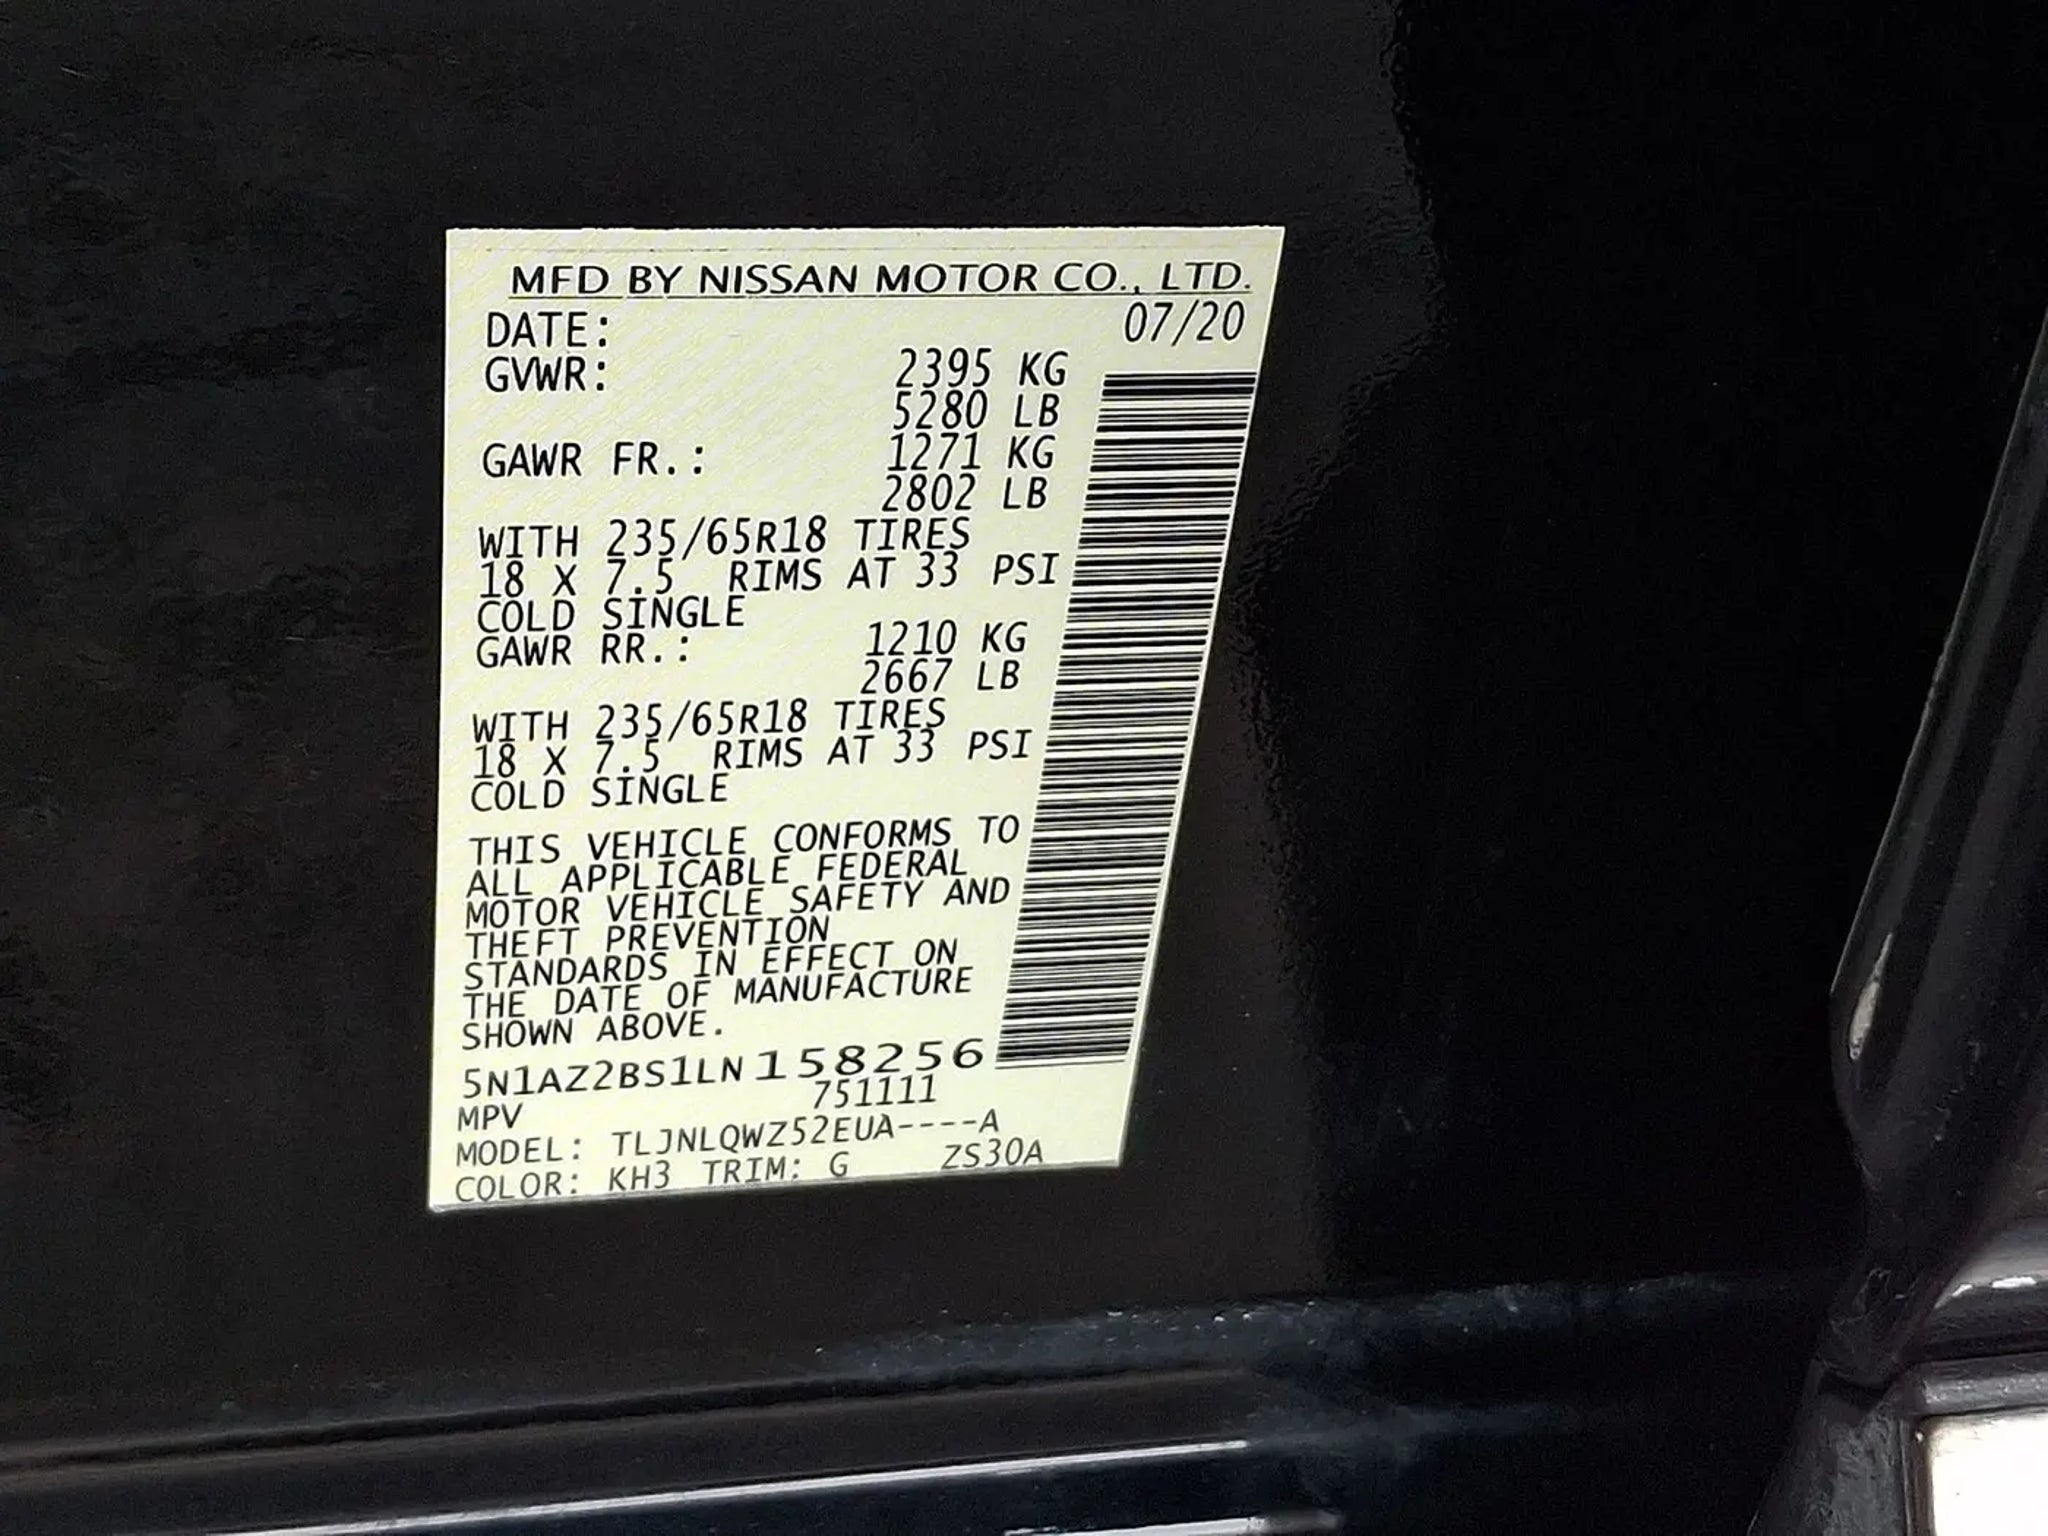 MFD BY NISSAN MOTOR CO., LTD.
DATE: 07/20
GVWR: 2395 KG
5280 LB
GAWR FR.: 1271 KG
2802 LB
WITH 235/65R18 TIRES
18 X 7.5 RIMS AT 33 PSI
COLD SINGLE
GAWR RR.: 1210 KG
2667 LB
WITH 235/65R18 TIRES
18 X 7.5 RIMS AT 33 PSI
COLD SINGLE
THIS VEHICLE CONFORMS TO
ALL APPLICABLE FEDERAL
MOTOR VEHICLE SAFETY AND
THEFT PREVENTION
STANDARDS IN EFFECT ON
THE DATE OF MANUFACTURE
SHOWN ABOVE.
5N1AZ2BS1LN158256
MPV 751111
MODEL: TLJNLQWZ52EUA----A
COLOR: KH3 TRIM: G ZS30A